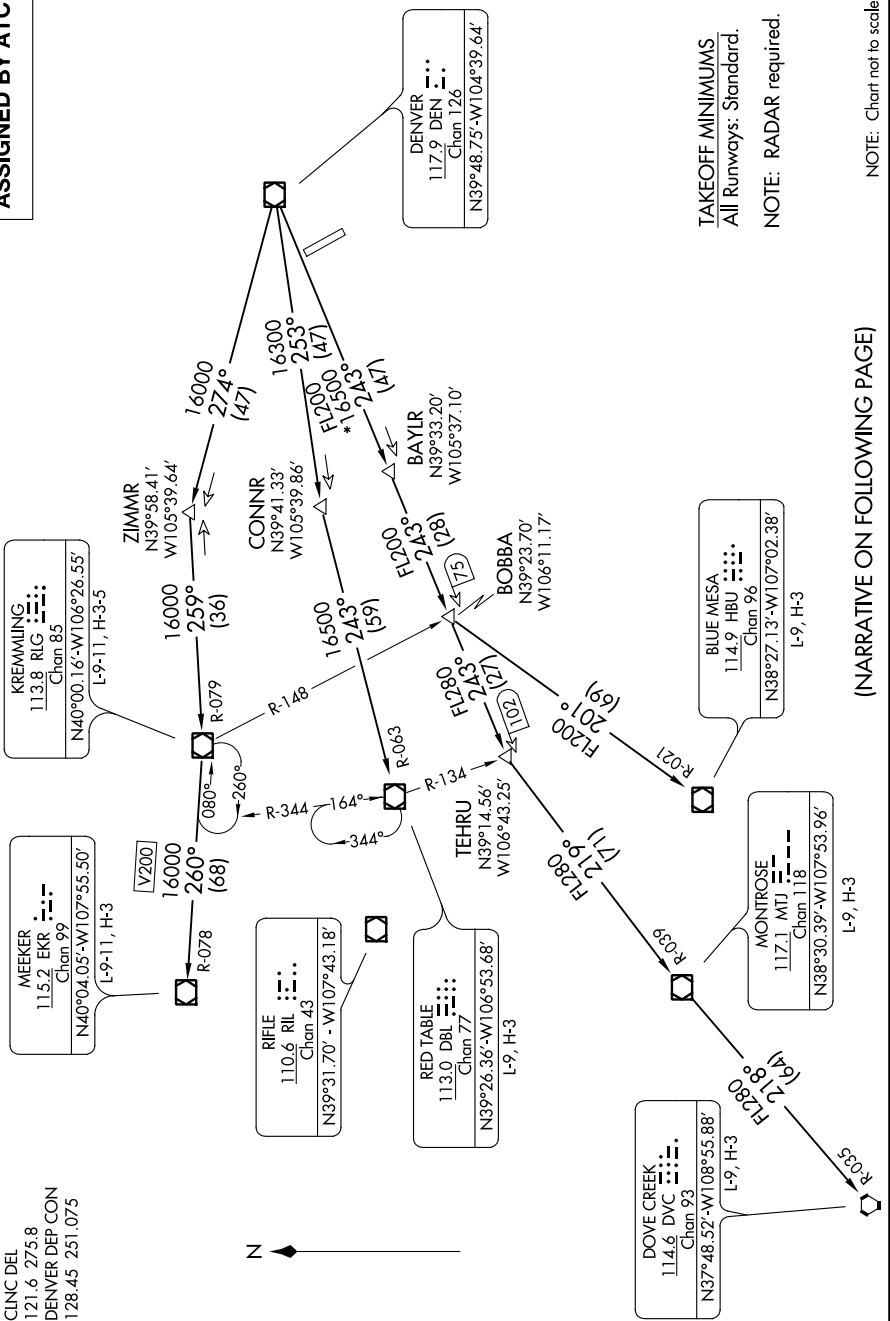 ASSIGNED BY ATC
CLNC DEL
121.6 275.8
DENVER DEP CON
128.45 251.075
MEEKER
115.2 EKR
Chan 99
N40°04.05'-W107°55.50'
L-9-11, H-3
KREMMLING
113.8 RLG
Chan 85
N40°00.16'-W106°26.55'
L-9-11, H-3-5
ZIMMR
N39°58.41'
W105°39.64'
16000
274°
(47)
16000
259°
(36)
R-079
V200
16000
260°
(68)
R-078
080°
260°
DENVER
117.9 DEN
Chan 126
N39°48.75'-W104°39.64'
CONNR
N39°41.33'
W105°39.86'
16300
253°
(47)
16500
243°
(59)
R-063
FL200
*16500
243°
(47)
BAYLR
N39°33.20'
W105°37.10'
FL200
243°
(28)
75
BOBBA
N39°23.70'
W106°11.17'
R-148
R-344
164°
344°
R-134
FL280
243°
(27)
102
TEHRU
N39°14.56'
W106°43.25'
RIFLE
110.6 RIL
Chan 43
N39°31.70' - W107°43.18'
RED TABLE
113.0 DBL
Chan 77
N39°26.36'-W106°53.68'
L-9, H-3
FL200
201°
(69)
R-021
BLUE MESA
114.9 HBU
Chan 96
N38°27.13'-W107°02.38'
L-9, H-3
FL280
219°
(71)
R-039
MONTROSE
117.1 MTJ
Chan 118
N38°30.39'-W107°53.96'
L-9, H-3
FL280
218°
(64)
R-035
DOVE CREEK
114.6 DVC
Chan 93
N37°48.52'-W108°55.88'
L-9, H-3
N
TAKEOFF MINIMUMS
All Runways: Standard.
NOTE: RADAR required.
NOTE: Chart not to scale
(NARRATIVE ON FOLLOWING PAGE)